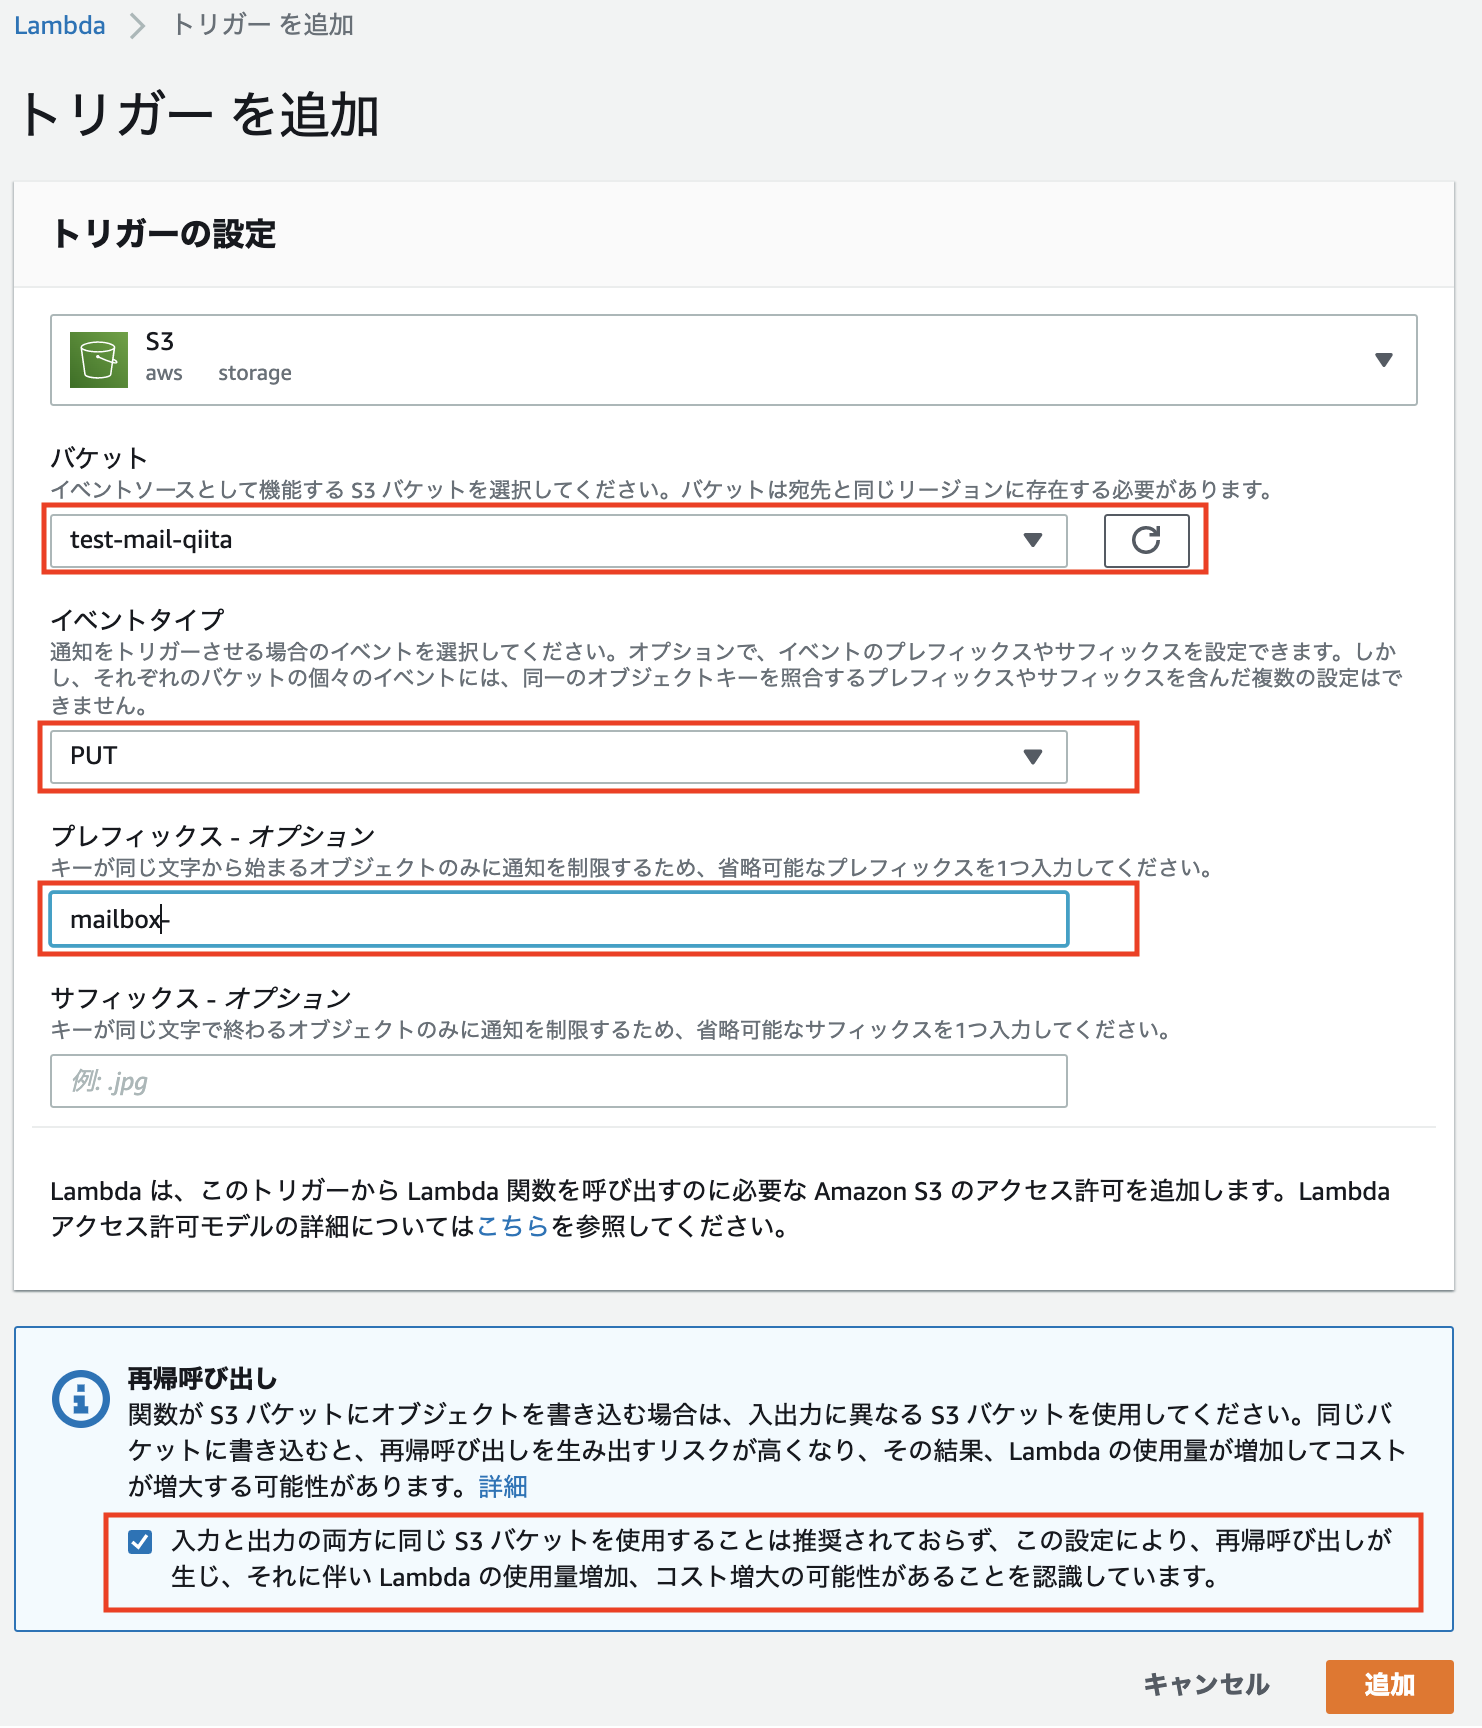 Lambda > トリガー を追加
トリガー を追加
トリガーの設定
S3
aws storage
バケット
イベントソースとして機能する S3 バケットを選択してください。バケットは宛先と同じリージョンに存在する必要があります。
test-mail-qiita
イベントタイプ
通知をトリガーさせる場合のイベントを選択してください。オプションで、イベントのプレフィックスやサフィックスを設定できます。しか
し、それぞれのバケットの個々のイベントには、同一のオブジェクトキーを照合するプレフィックスやサフィックスを含んだ複数の設定はで
きません。
PUT
プレフィックス - オプション
キーが同じ文字から始まるオブジェクトのみに通知を制限するため、省略可能なプレフィックスを1つ入力してください。
mailbox-
サフィックス - オプション
キーが同じ文字で終わるオブジェクトのみに通知を制限するため、省略可能なサフィックスを1つ入力してください。
例: .jpg
Lambda は、このトリガーから Lambda 関数を呼び出すのに必要な Amazon S3 のアクセス許可を追加します。Lambda
アクセス許可モデルの詳細についてはこちらを参照してください。
再帰呼び出し
関数が S3 バケットにオブジェクトを書き込む場合は、入出力に異なる S3 バケットを使用してください。同じバ
ケットに書き込むと、再帰呼び出しを生み出すリスクが高くなり、その結果、Lambda の使用量が増加してコスト
が増大する可能性があります。詳細
入力と出力の両方に同じ S3 バケットを使用することは推奨されておらず、この設定により、再帰呼び出しが
生じ、それに伴い Lambda の使用量増加、コスト増大の可能性があることを認識しています。
キャンセル 追加